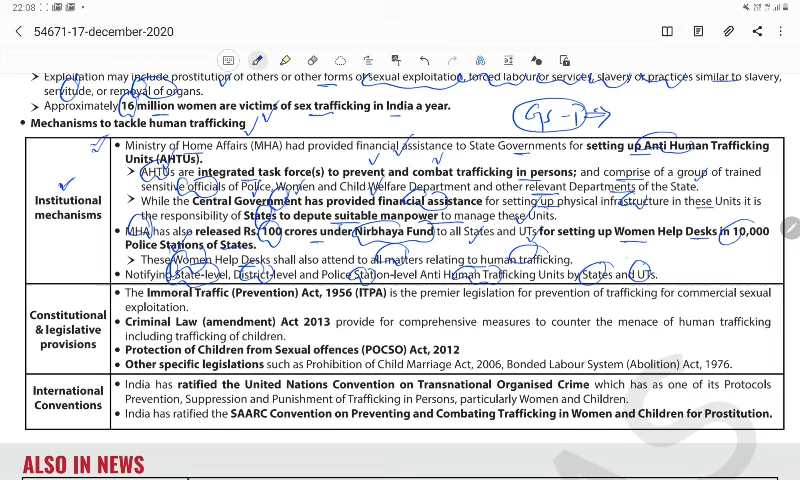 22:08
54671-17-december-2020
➤ Exploitation may include prostitution of others or other forms of sexual exploitation, forced labour or services, slavery or practices similar to slavery,
servitude, or removal of organs.
➤ Approximately 16 million women are victims of sex trafficking in India a year.
GS-1
• Mechanisms to tackle human trafficking
Institutional mechanisms
• Ministry of Home Affairs (MHA) had provided financial assistance to State Governments for setting up Anti Human Trafficking
Units (AHTUs).
➤ AHTUs are integrated task force(s) to prevent and combat trafficking in persons; and comprise of a group of trained
sensitive officials of Police, Women and Child Welfare Department and other relevant Departments of the State.
➤ While the Central Government has provided financial assistance for setting up physical infrastructure in these Units it is
the responsibility of States to depute suitable manpower to manage these Units.
• MHA has also released Rs. 100 crores under Nirbhaya Fund to all States and UTs for setting up Women Help Desks in 10,000
Police Stations of States.
➤ These Women Help Desks shall also attend to all matters relating to human trafficking.
• Notifying State-level, District level and Police Station-level Anti Human Trafficking Units by States and UTs.
Constitutional
& legislative
provisions
• The Immoral Traffic (Prevention) Act, 1956 (ITPA) is the premier legislation for prevention of trafficking for commercial sexual
exploitation.
• Criminal Law (amendment) Act 2013 provide for comprehensive measures to counter the menace of human trafficking
including trafficking of children.
• Protection of Children from Sexual offences (POCSO) Act, 2012
• Other specific legislations such as Prohibition of Child Marriage Act, 2006, Bonded Labour System (Abolition) Act, 1976.
International
Conventions
• India has ratified the United Nations Convention on Transnational Organised Crime which has as one of its Protocols
Prevention, Suppression and Punishment of Trafficking in Persons, particularly Women and Children.
• India has ratified the SAARC Convention on Preventing and Combating Trafficking in Women and Children for Prostitution.
ALSO IN NEWS